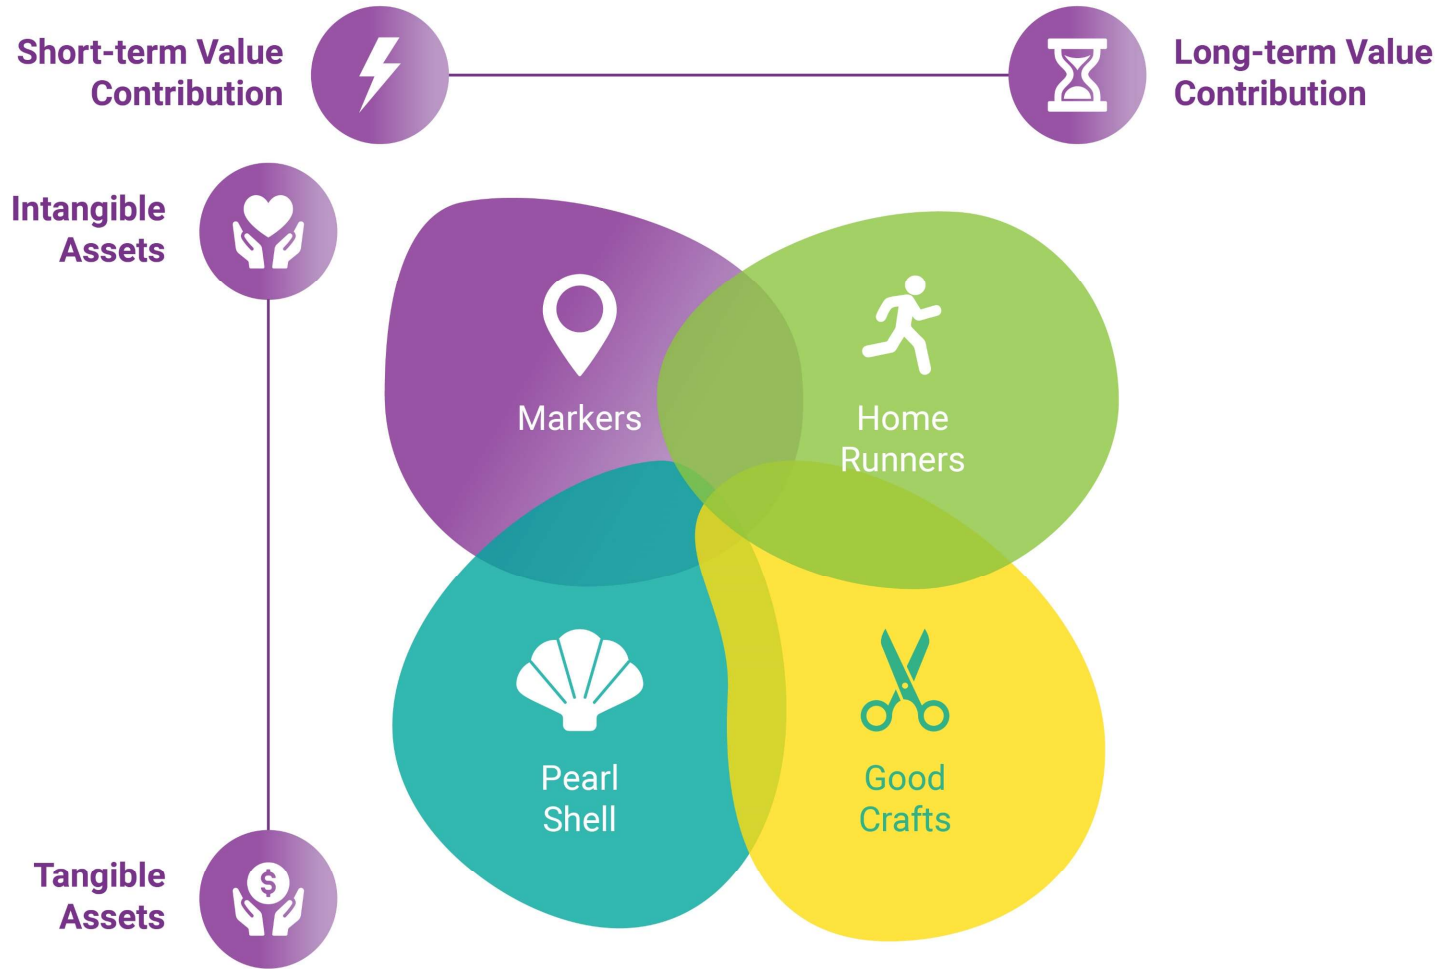 Short-term Value
Contribution
Long-term Value
Contribution
Intangible
Assets
Markers
Home
Runners
Pearl
Shell
Good
Crafts
Tangible
Assets
$